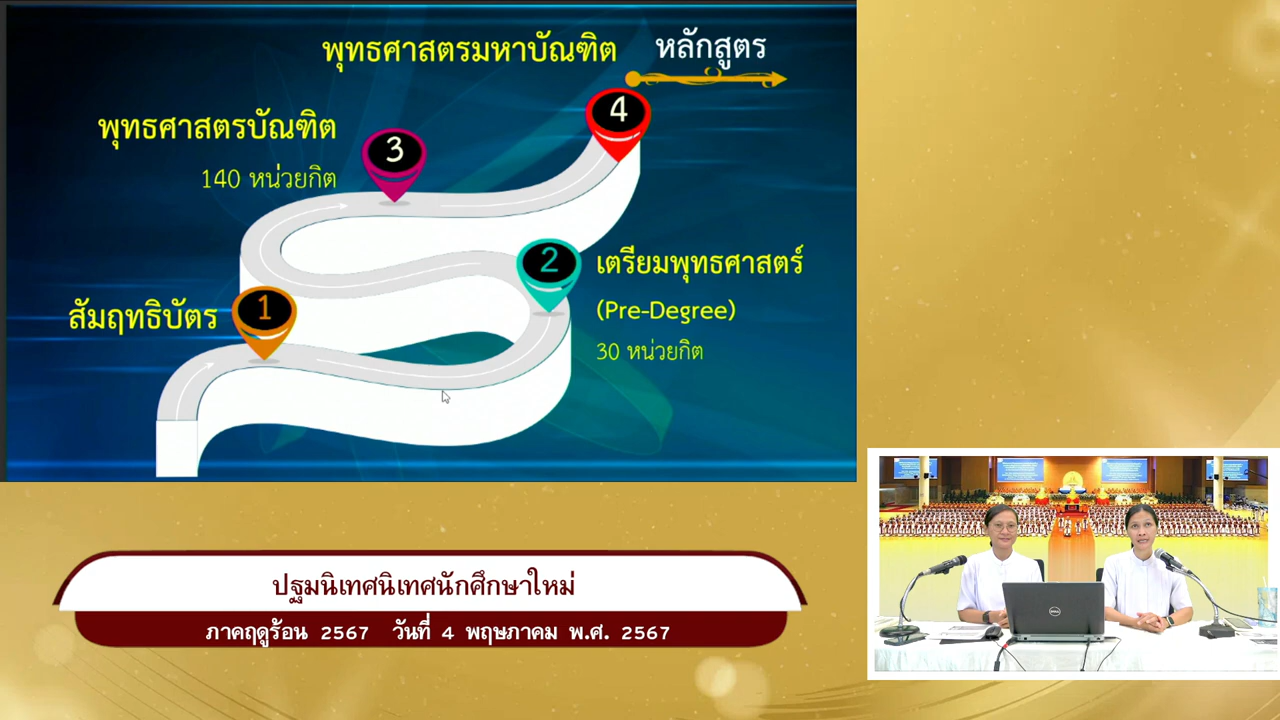 หลักสูตร
พุทธศาสตรมหาบัณฑิต
4
พุทธศาสตรบัณฑิต
140 หน่วยกิต
3
2
เตรียมพุทธศาสตร์
(Pre-Degree)
30 หน่วยกิต
สัมฤทธิบัตร
1
ปฐมนิเทศนิเทศนักศึกษาใหม่
ภาคฤดูร้อน 2567 วันที่ 4 พฤษภาคม พ.ศ. 2567
DELL